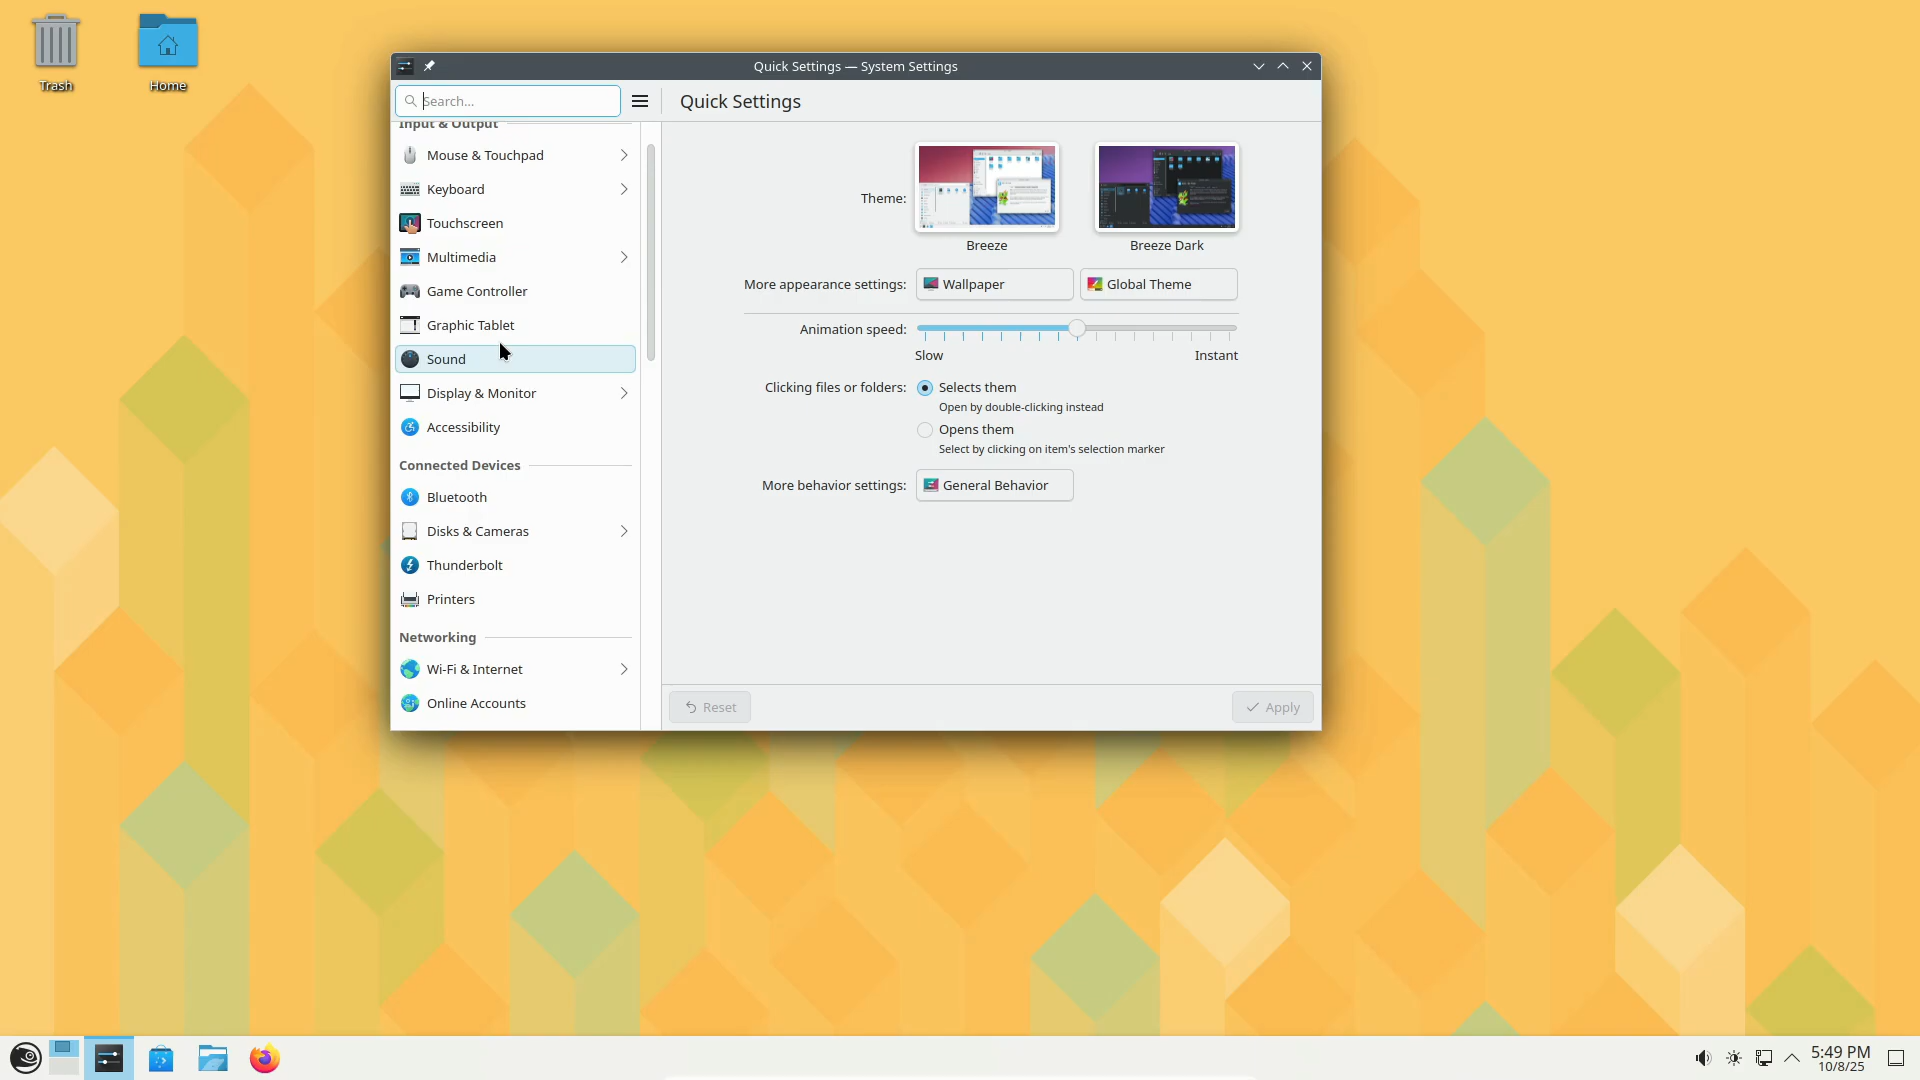 Trash
Home
Quick Settings — System Settings
Search...
Quick Settings
Input & Output
Mouse & Touchpad
Keyboard
Touchscreen
Multimedia
Game Controller
Graphic Tablet
Sound
Display & Monitor
Accessibility
Connected Devices
Bluetooth
Disks & Cameras
Thunderbolt
Printers
Networking
Wi-Fi & Internet
Online Accounts
Theme:
Breeze
Breeze Dark
More appearance settings:
Wallpaper
Global Theme
Animation speed:
Slow
Instant
Clicking files or folders:
Selects them
Open by double-clicking instead
Opens them
Select by clicking on item's selection marker
More behavior settings:
General Behavior
Reset
Apply
5:49 PM
10/8/25